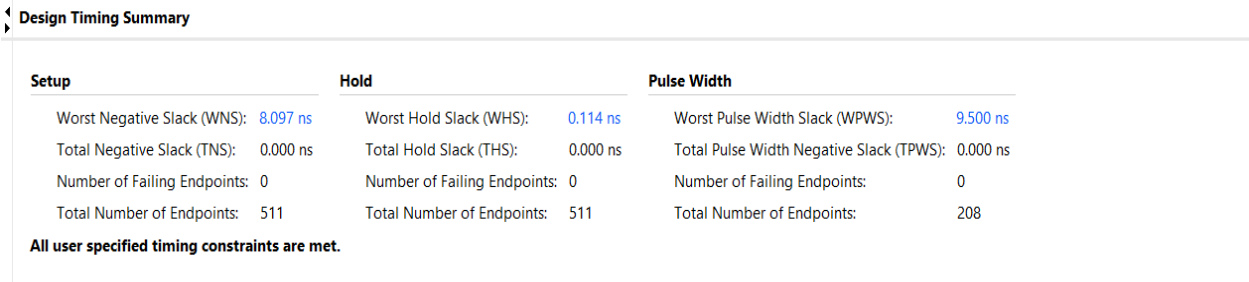 Design Timing Summary
Setup Hold Pulse Width
Worst Negative Slack (WNS): 8.097 ns Worst Hold Slack (WHS): 0.114 ns Worst Pulse Width Slack (WPWS): 9.500 ns
Total Negative Slack (TNS): 0.000 ns Total Hold Slack (THS): 0.000 ns Total Pulse Width Negative Slack (TPWS): 0.000 ns
Number of Failing Endpoints: 0 Number of Failing Endpoints: 0 Number of Failing Endpoints: 0
Total Number of Endpoints: 511 Total Number of Endpoints: 511 Total Number of Endpoints: 208
All user specified timing constraints are met.